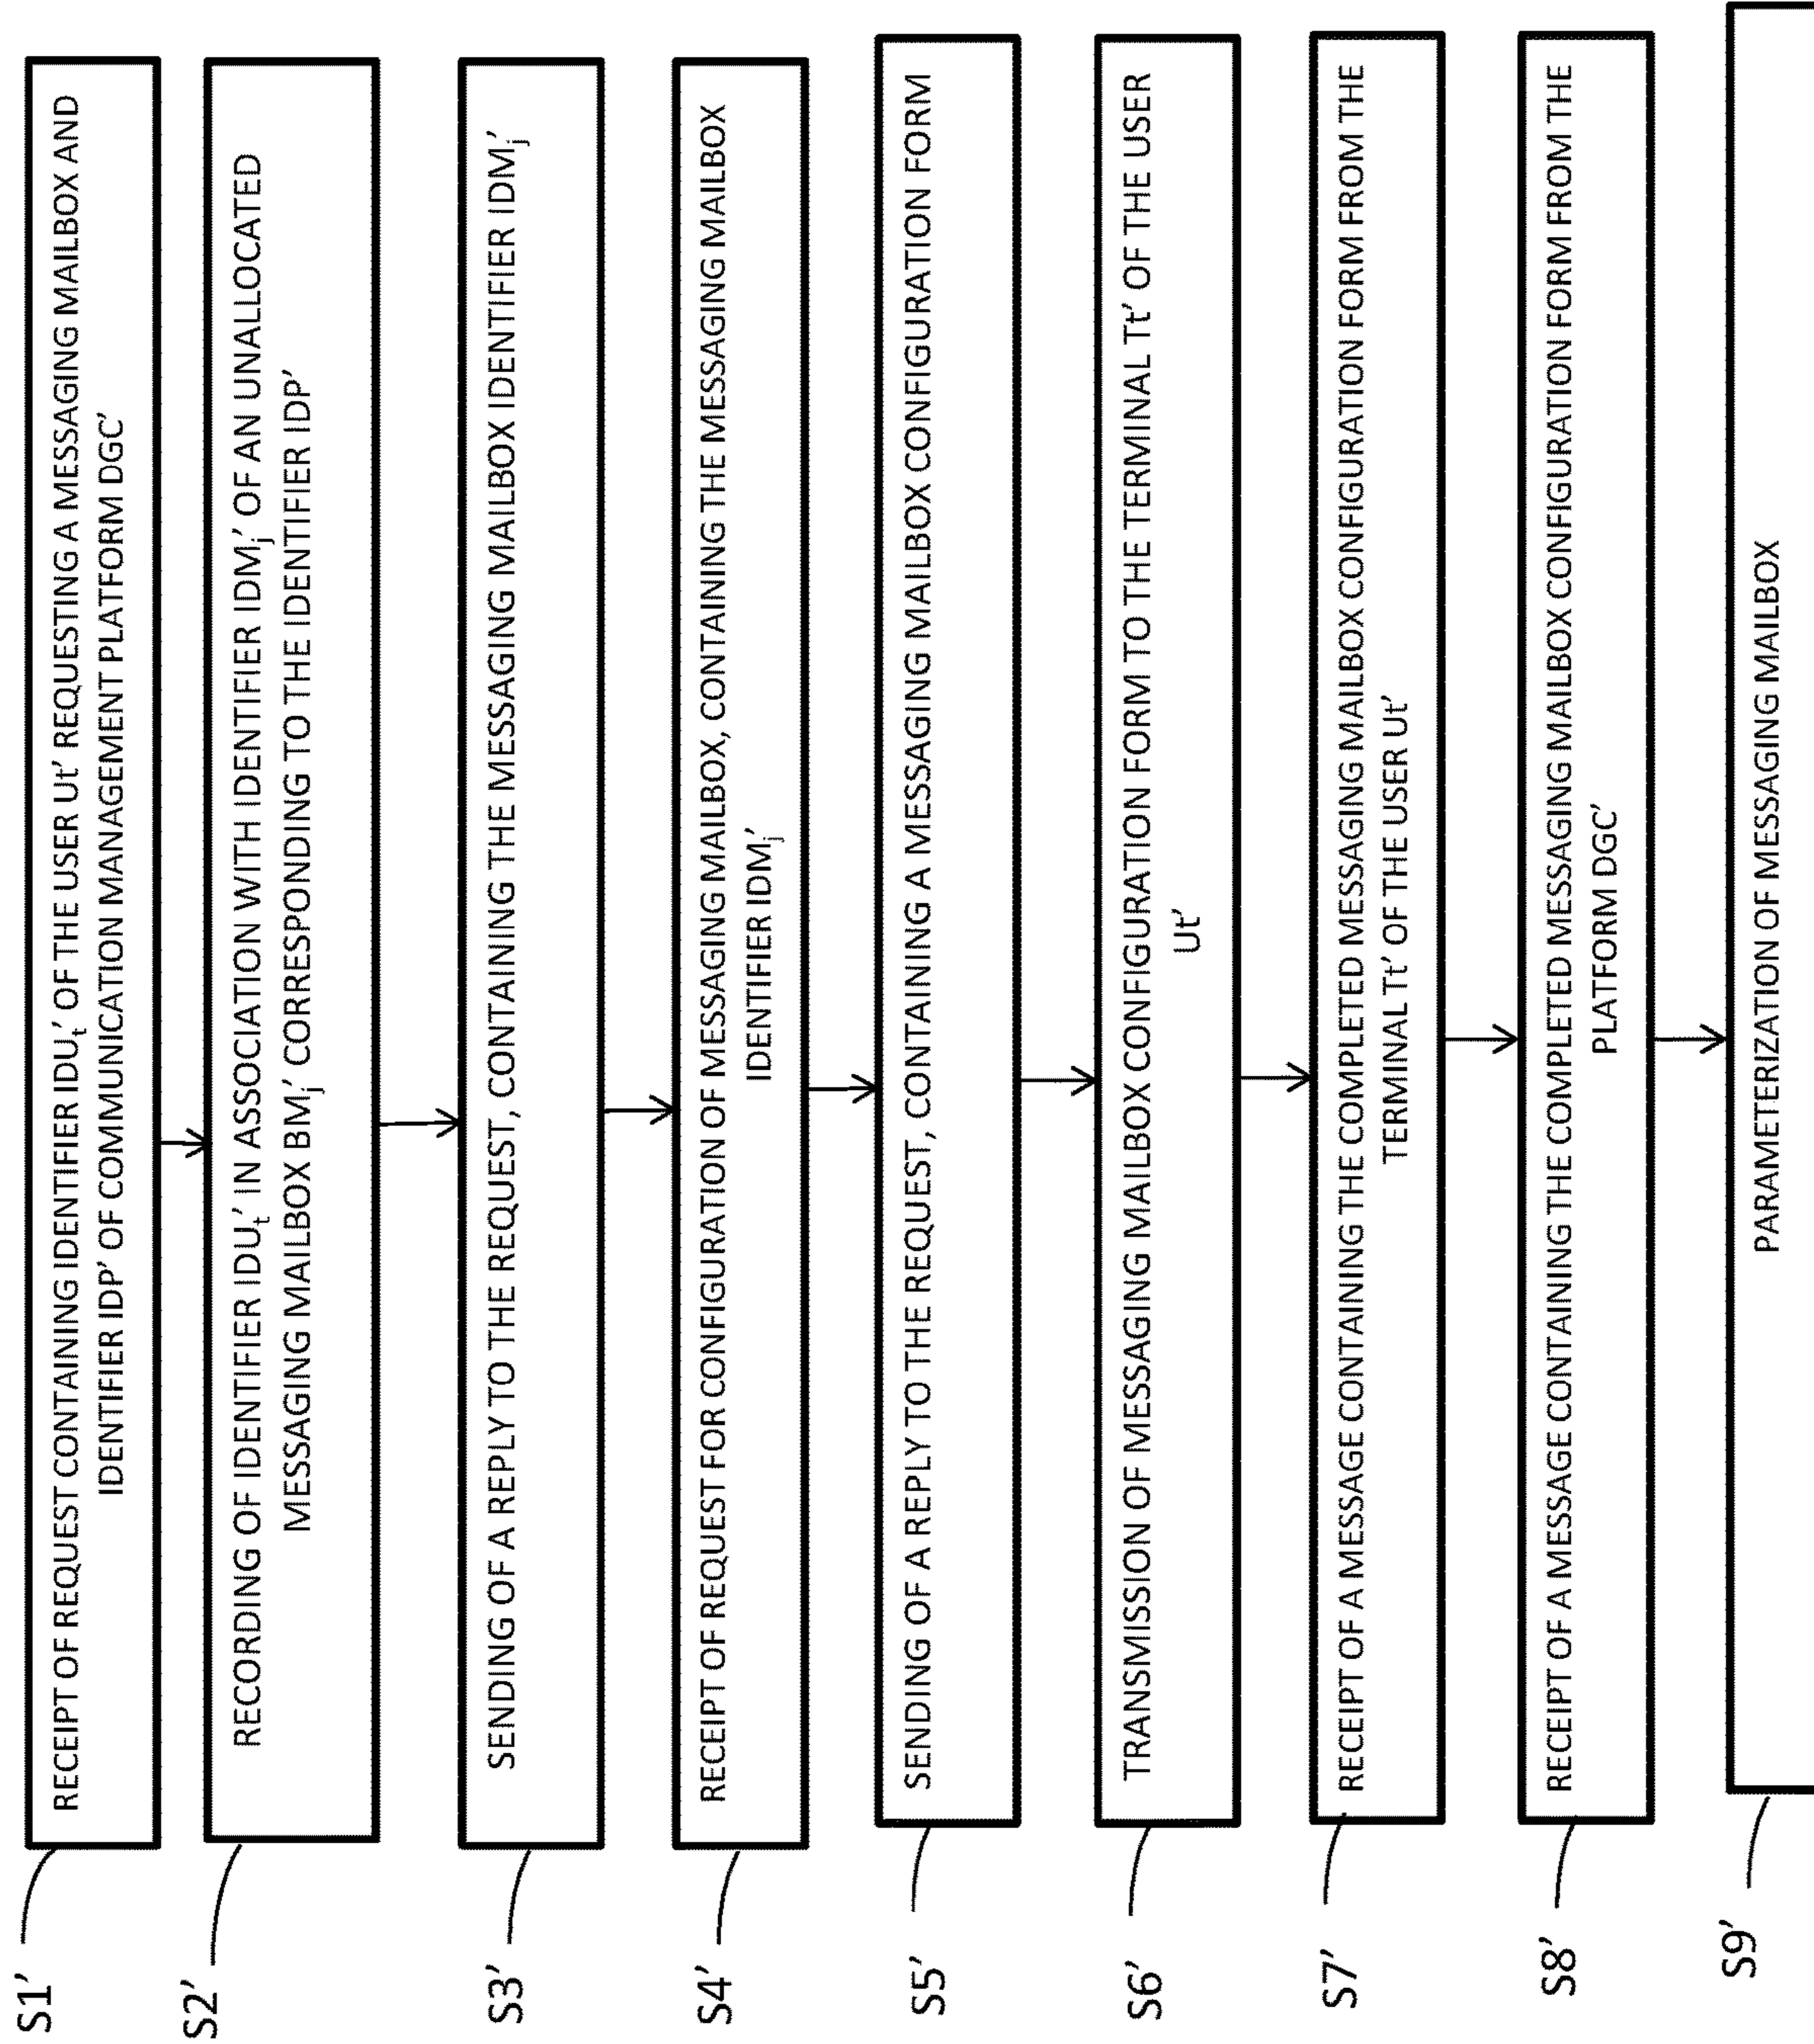 S1'
RECEIPT OF REQUEST CONTAINING IDENTIFIER IDUt' OF THE USER Ut' REQUESTING A MESSAGING MAILBOX AND
IDENTIFIER IDP' OF COMMUNICATION MANAGEMENT PLATFORM DGC'
S2'
RECORDING OF IDENTIFIER IDUt' IN ASSOCIATION WITH IDENTIFIER IDMj' OF AN UNALLOCATED
MESSAGING MAILBOX BMj' CORRESPONDING TO THE IDENTIFIER IDP'
S3'
SENDING OF A REPLY TO THE REQUEST, CONTAINING THE MESSAGING MAILBOX IDENTIFIER IDMj'
S4'
RECEIPT OF REQUEST FOR CONFIGURATION OF MESSAGING MAILBOX, CONTAINING THE MESSAGING MAILBOX
IDENTIFIER IDMj'
S5'
SENDING OF A REPLY TO THE REQUEST, CONTAINING A MESSAGING MAILBOX CONFIGURATION FORM
S6'
TRANSMISSION OF MESSAGING MAILBOX CONFIGURATION FORM TO THE TERMINAL Tt' OF THE USER
Ut'
S7'
RECEIPT OF A MESSAGE CONTAINING THE COMPLETED MESSAGING MAILBOX CONFIGURATION FORM FROM THE
TERMINAL Tt' OF THE USER Ut'
S8'
RECEIPT OF A MESSAGE CONTAINING THE COMPLETED MESSAGING MAILBOX CONFIGURATION FORM FROM THE
PLATFORM DGC'
S9'
PARAMETERIZATION OF MESSAGING MAILBOX